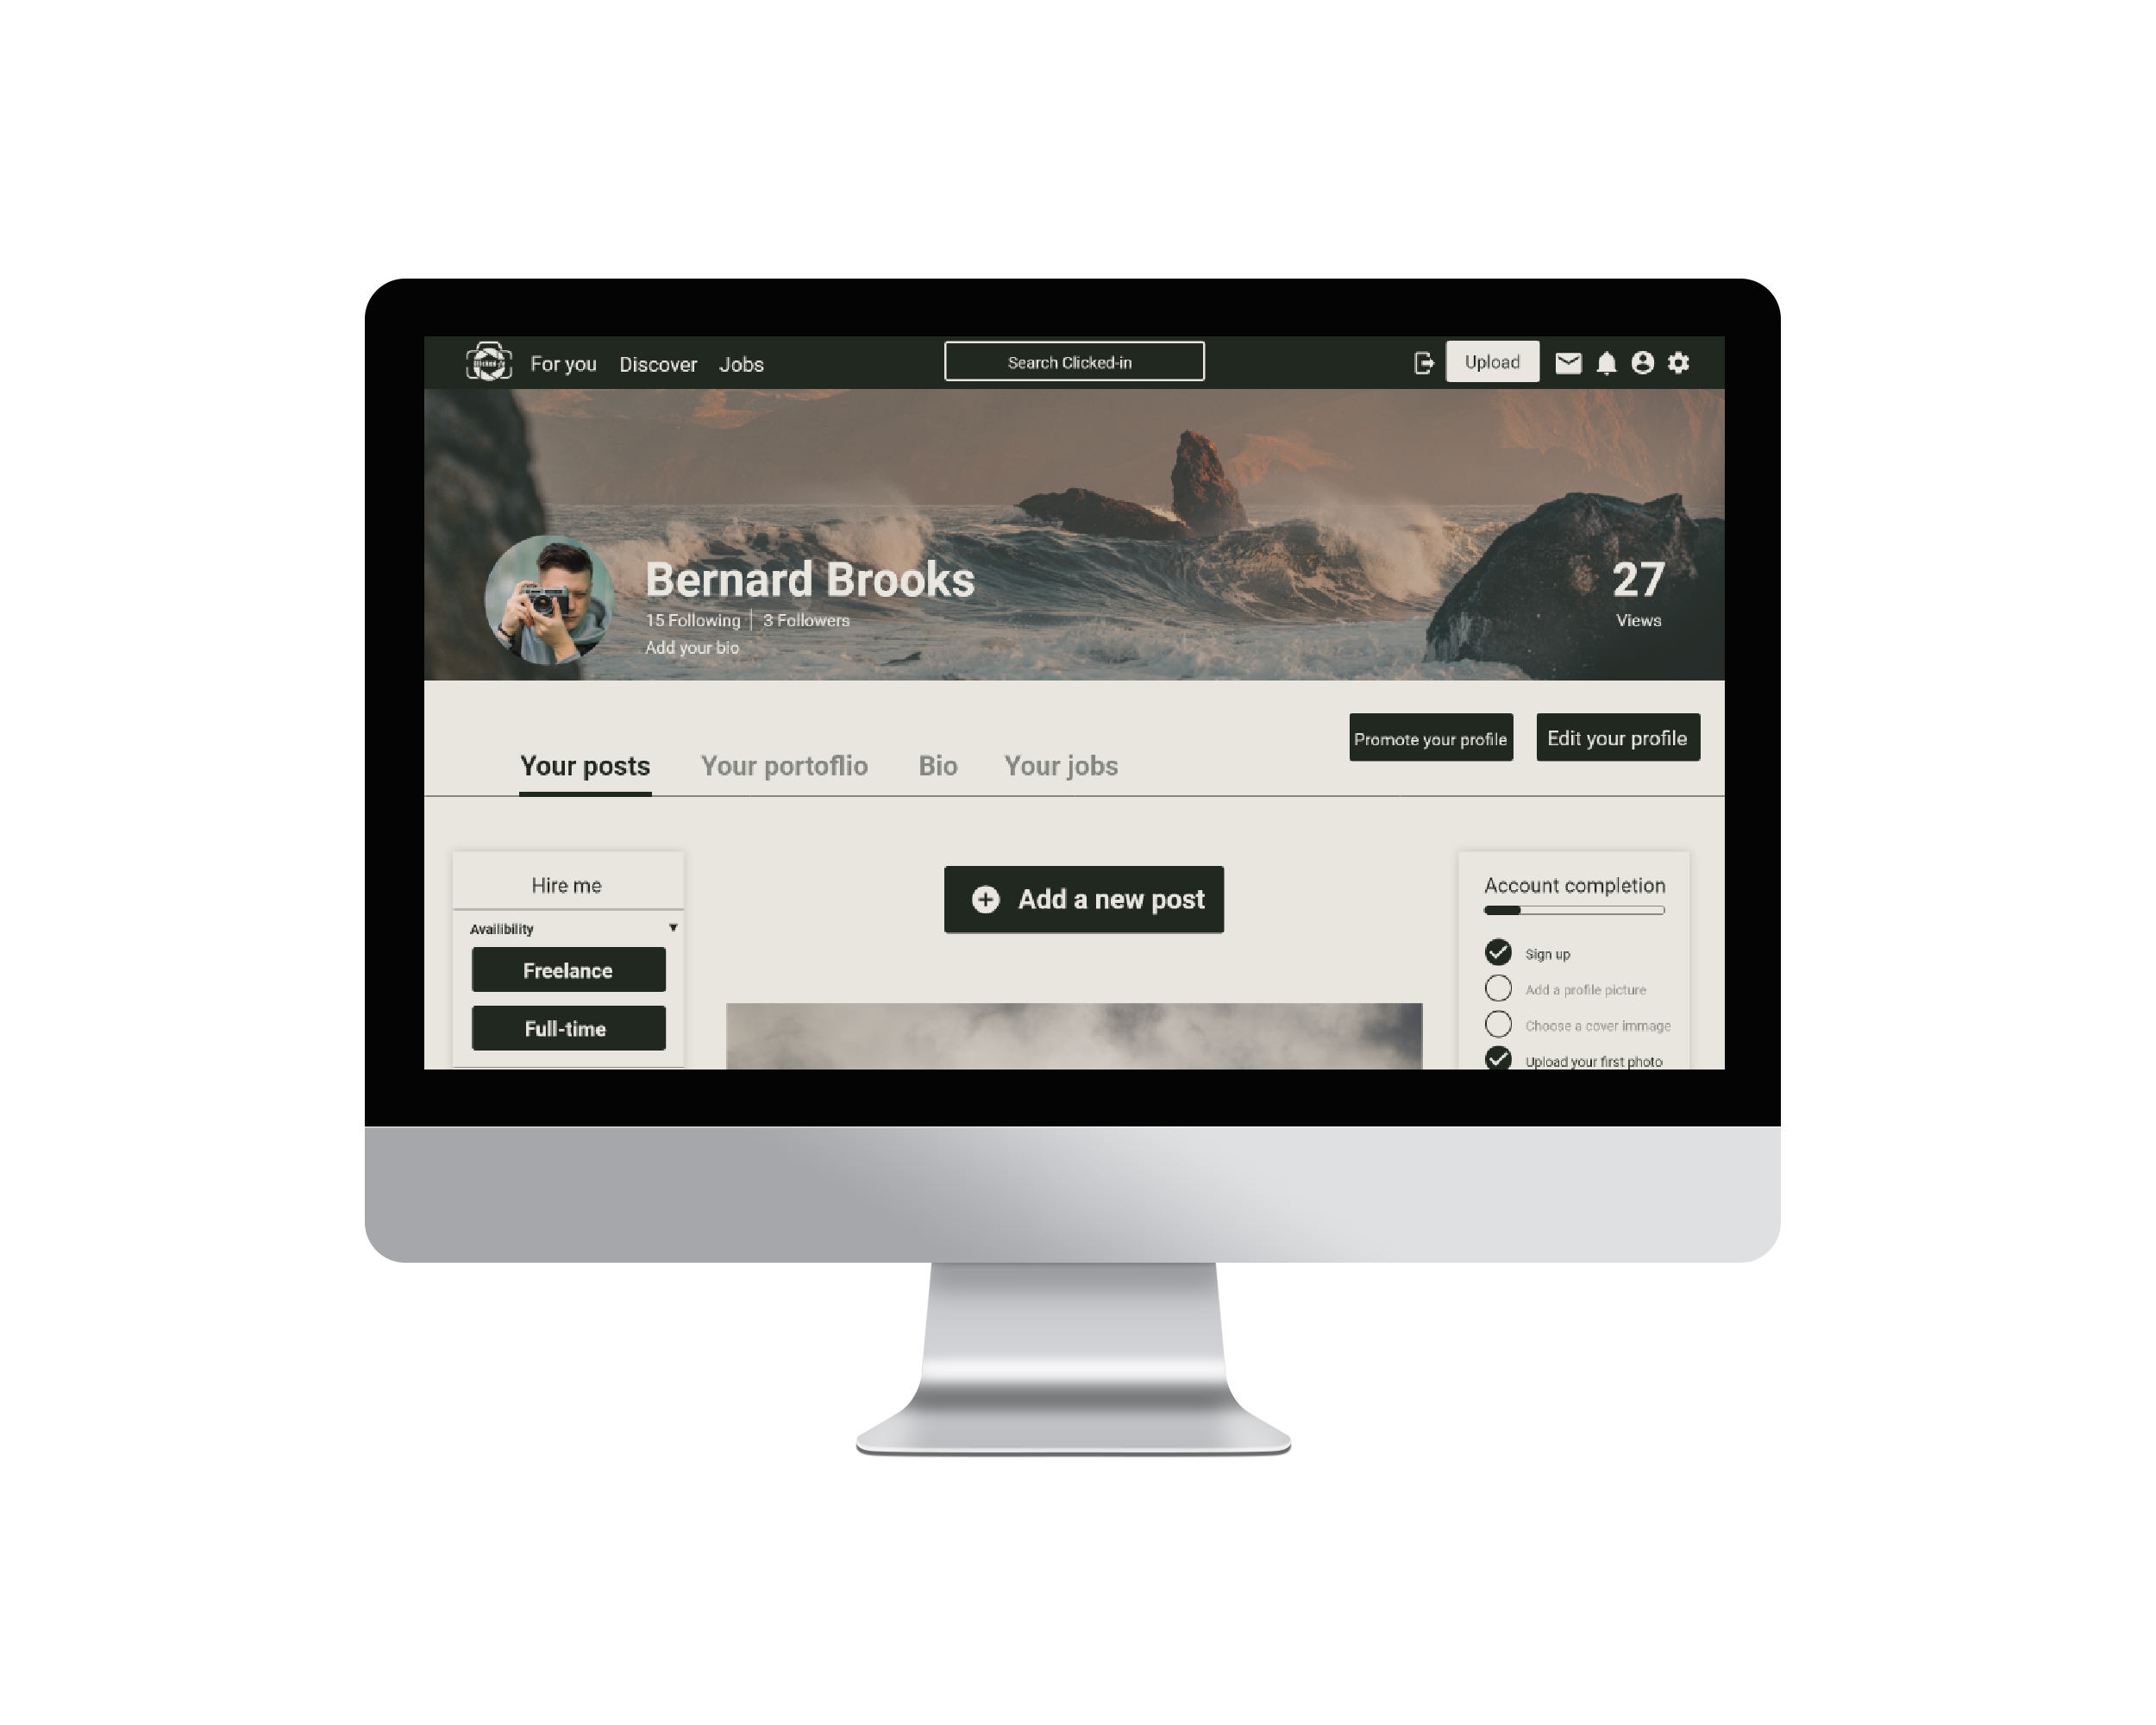 For you Discover Jobs
Search Clicked-in
Upload
Bernard Brooks
15 Following 3 Followers
Add your bio
27
Views
Promote your profile
Edit your profile
Your posts Your portoflio Bio Your jobs
Hire me
Availibility
Freelance
Full-time
Add a new post
Account completion
Sign up
Add a profile picture
Choose a cover immage
Upload your first photo